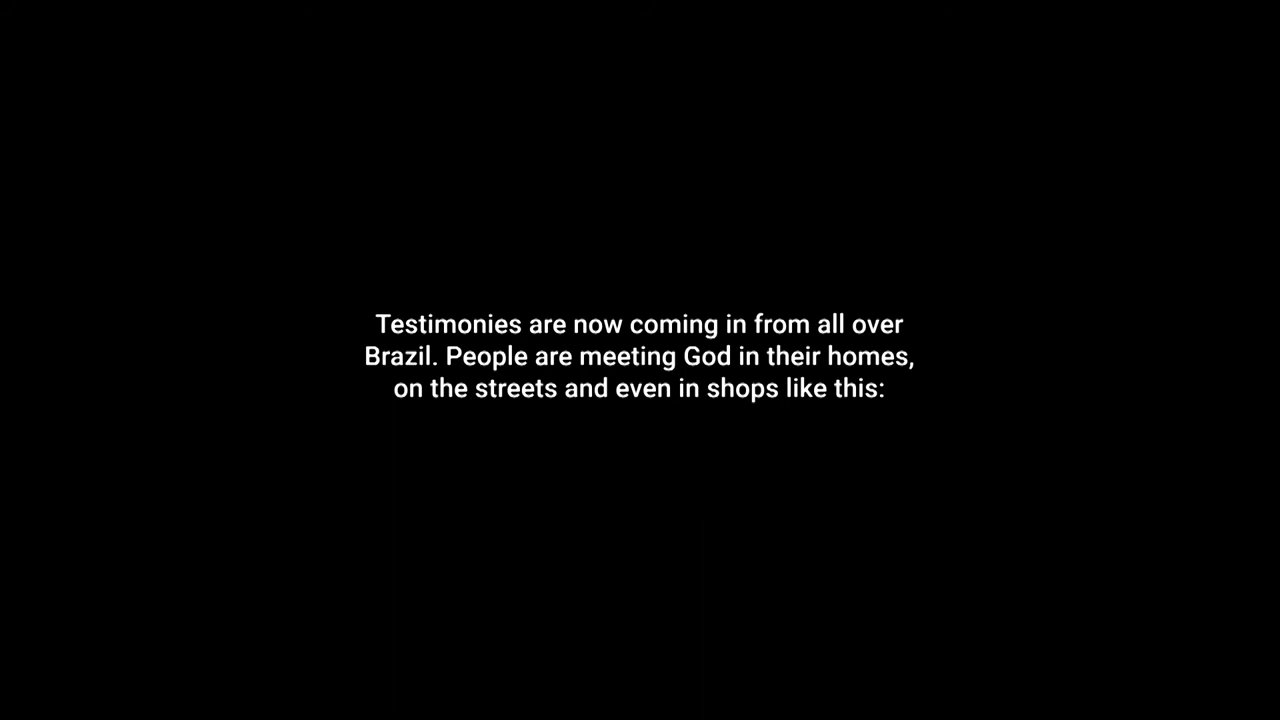 Testimonies are now coming in from all over
Brazil. People are meeting God in their homes,
on the streets and even in shops like this: